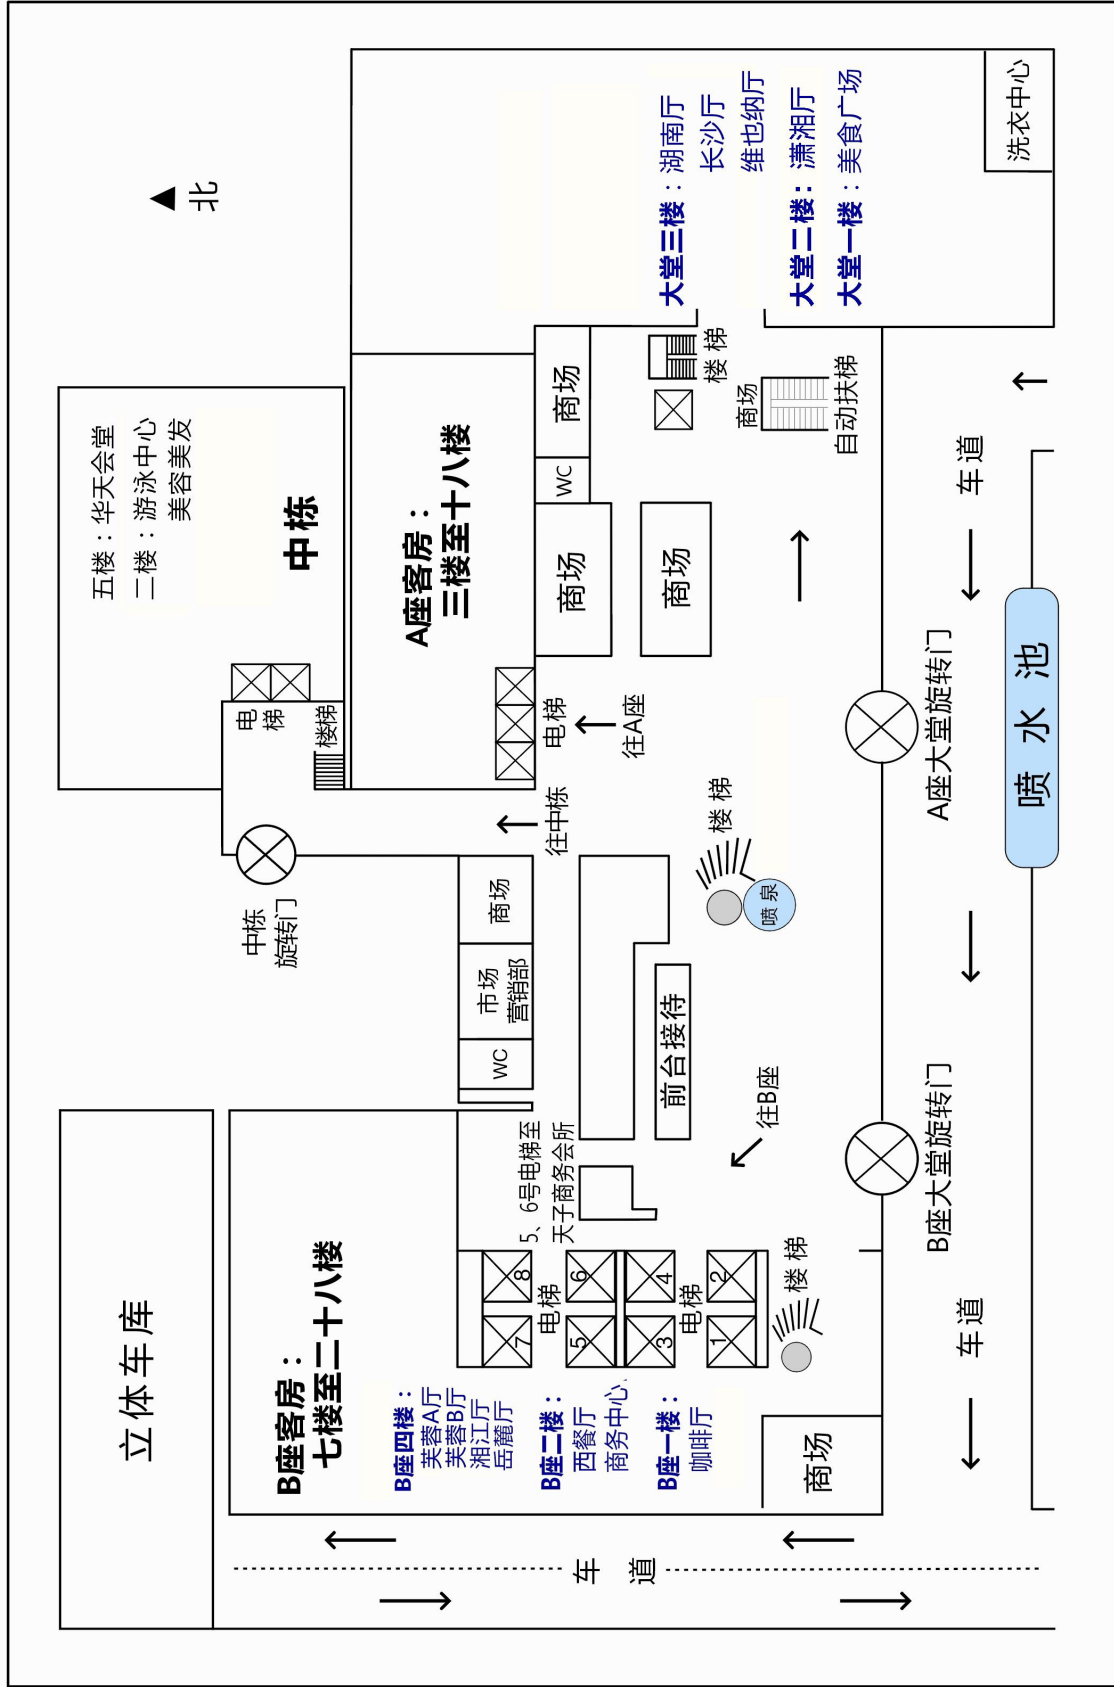 立体车库
五楼：华天会堂
二楼：游泳中心
美容美发
中栋
电
梯
楼梯
北
中栋
旋转门
B座客房：
七楼至二十八楼
A座客房：
三楼至十八楼
B座四楼：
芙蓉A厅
芙蓉B厅
湘江厅
岳麓厅
B座二楼：
西餐厅
商务中心
B座一楼：
咖啡厅
7
8
电梯
5
6
3
4
电梯
1
2
楼梯
5、6号电梯至
天子商务会所
WC
市场
营销部
商场
往中栋
电梯
往A座
商场
WC
商场
商场
前台接待
往B座
喷泉
楼梯
楼梯
商场
自动扶梯
大堂三楼：湖南厅
长沙厅
维也纳厅
大堂二楼：潇湘厅
大堂一楼：美食广场
洗衣中心
商场
B座大堂旋转门
A座大堂旋转门
车道
车道
车道
喷水池